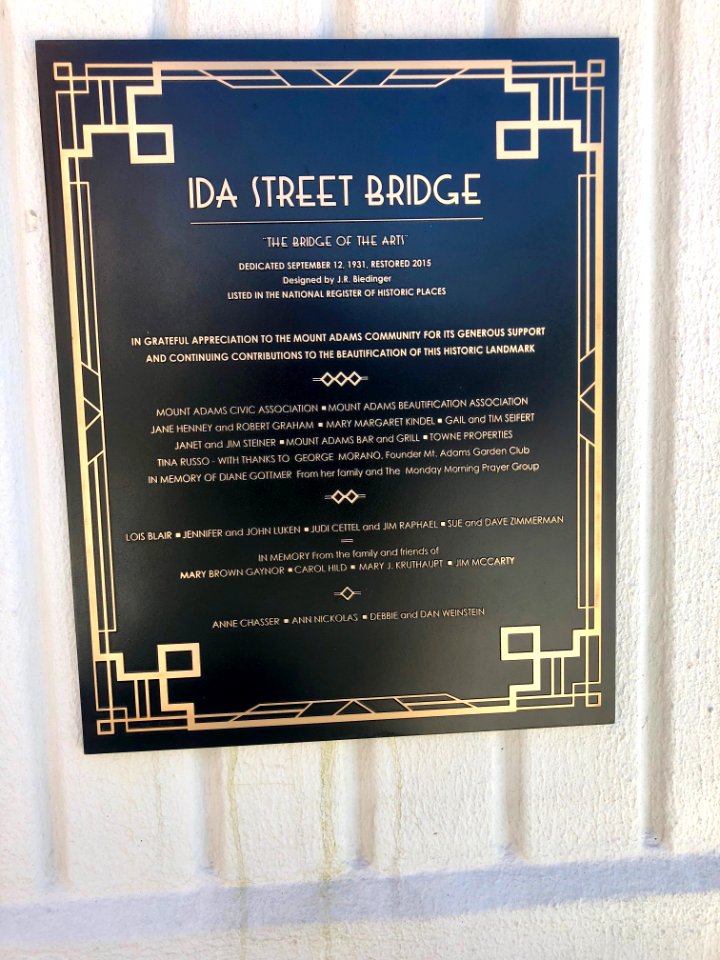 IDA STREET BRIDGE
"THE BRIDGE OF THE ARTS"
DEDICATED SEPTEMBER 12, 1931, RESTORED 2015
Designed by J.R. Biedinger
LISTED IN THE NATIONAL REGISTER OF HISTORIC PLACES
IN GRATEFUL APPRECIATION TO THE MOUNT ADAMS COMMUNITY FOR ITS GENEROUS SUPPORT
AND CONTINUING CONTRIBUTIONS TO THE BEAUTIFICATION OF THIS HISTORIC LANDMARK
MOUNT ADAMS CIVIC ASSOCIATION ▪ MOUNT ADAMS BEAUTIFICATION ASSOCIATION
JANE HENNEY and ROBERT GRAHAM ▪ MARY MARGARET KINDEL ▪ GAIL and TIM SEIFERT
JANET and JIM STEINER ▪ MOUNT ADAMS BAR and GRILL ▪ TOWNE PROPERTIES
TINA RUSSO - WITH THANKS TO GEORGE MORANO, Founder Mt. Adams Garden Club
IN MEMORY OF DIANE GOTTMER From her family and The Monday Morning Prayer Group
LOIS BLAIR ▪ JENNIFER and JOHN LUKEN ▪ JUDI CETTEL and JIM RAPHAEL ▪ SUE and DAVE ZIMMERMAN
IN MEMORY From the family and friends of
MARY BROWN GAYNOR ▪ CAROL HILD ▪ MARY J. KRUTHAUPT ▪ JIM MCCARTY
ANNE CHASSER ▪ ANN NICKOLAS ▪ DEBBIE and DAN WEINSTEIN